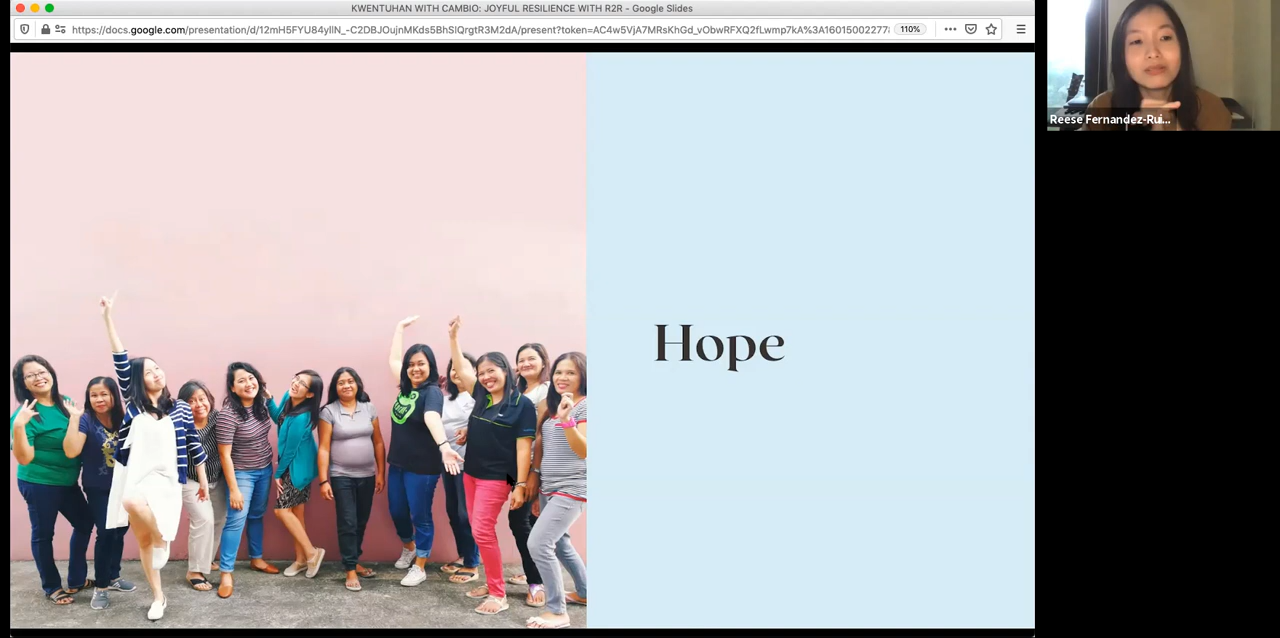 KWENTUHAN WITH CAMBIO: JOYFUL RESILIENCE WITH R2R - Google Slides
110%
Hope
Reese Fernandez-Rui...